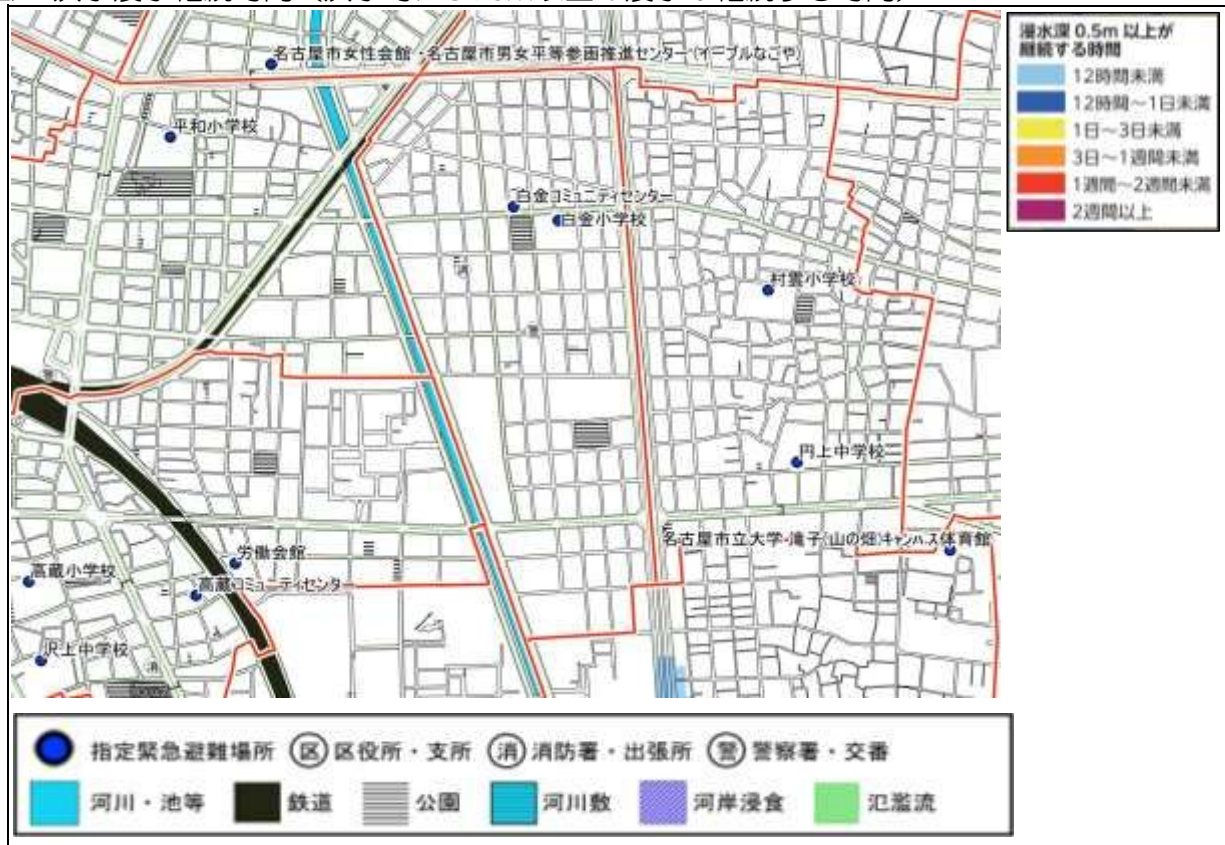 浸水深 0.5m 以上が
継続する時間
12時間未満
12時間～1日未満
1日～3日未満
3日～1週間未満
1週間～2週間未満
2週間以上
名古屋市女性会館・名古屋市男女平等参画推進センター(イーブルなごや)
平和小学校
白金コミュニティセンター
白金小学校
村雲小学校
円上中学校
名古屋市立大学・滝子(山の畑)キャンパス体育館
労働会館
高蔵小学校
高蔵コミュニティセンター
沢上中学校
指定緊急避難場所 区 区役所・支所 消 消防署・出張所 警 警察署・交番
河川・池等 鉄道 公園 河川敷 河岸浸食 氾濫流